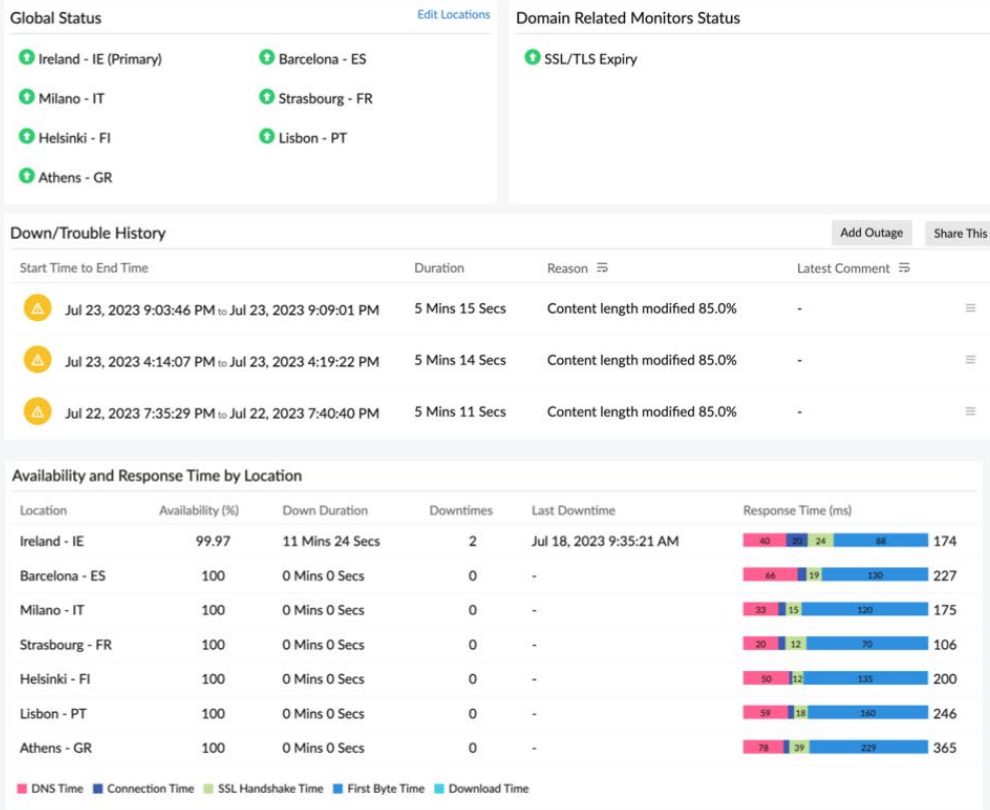 Global Status
Edit Locations
Ireland - IE (Primary)
Barcelona - ES
Milano - IT
Strasbourg - FR
Helsinki - FI
Lisbon - PT
Athens - GR
Domain Related Monitors Status
SSL/TLS Expiry
Down/Trouble History
Add Outage
Share This
Start Time to End Time Duration Reason Latest Comment
Jul 23, 2023 9:03:46 PM to Jul 23, 2023 9:09:01 PM 5 Mins 15 Secs Content length modified 85.0% -
Jul 23, 2023 4:14:07 PM to Jul 23, 2023 4:19:22 PM 5 Mins 14 Secs Content length modified 85.0% -
Jul 22, 2023 7:35:29 PM to Jul 22, 2023 7:40:40 PM 5 Mins 11 Secs Content length modified 85.0% -
Availability and Response Time by Location
Location Availability (%) Down Duration Downtimes Last Downtime Response Time (ms)
Ireland - IE 99.97 11 Mins 24 Secs 2 Jul 18, 2023 9:35:21 AM 40 20 24 88 174
Barcelona - ES 100 0 Mins 0 Secs 0 - 66 19 130 227
Milano - IT 100 0 Mins 0 Secs 0 - 33 15 120 175
Strasbourg - FR 100 0 Mins 0 Secs 0 - 20 12 70 106
Helsinki - FI 100 0 Mins 0 Secs 0 - 50 12 135 200
Lisbon - PT 100 0 Mins 0 Secs 0 - 59 18 160 246
Athens - GR 100 0 Mins 0 Secs 0 - 78 39 229 365
DNS Time Connection Time SSL Handshake Time First Byte Time Download Time